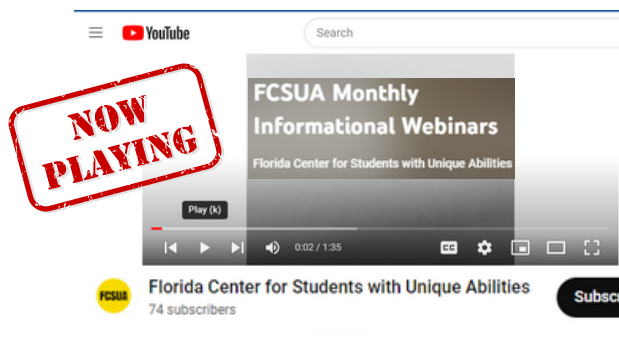 YouTube
Search
FCSUA Monthly
Informational Webinars
Florida Center for Students with Unique Abilities
NOW
PLAYING
Play (k)
0:02 / 1:35
CC
FCSUA
Florida Center for Students with Unique Abilities
74 subscribers
Subscr